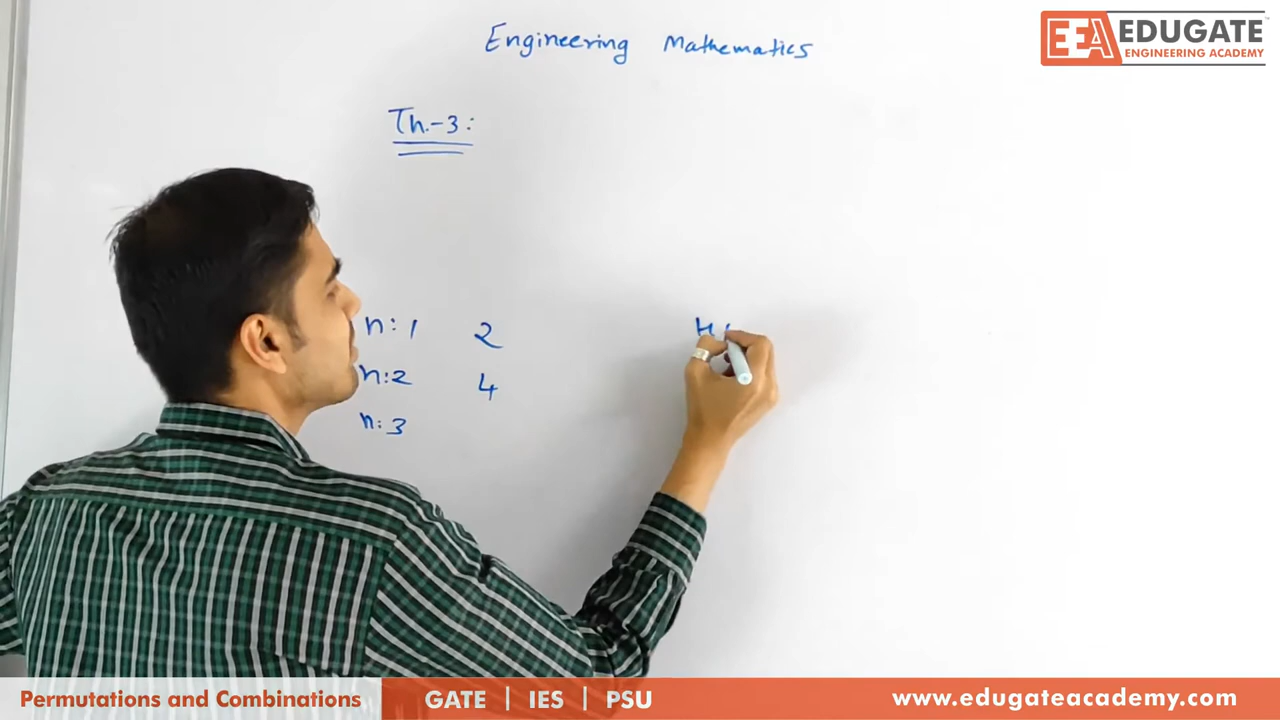 Engineering Mathematics
EEA EDUGATE
ENGINEERING ACADEMY
Th.-3:
n: 1 2
n:2 4
n: 3
H
Permutations and Combinations GATE | IES | PSU www.edugateacademy.com